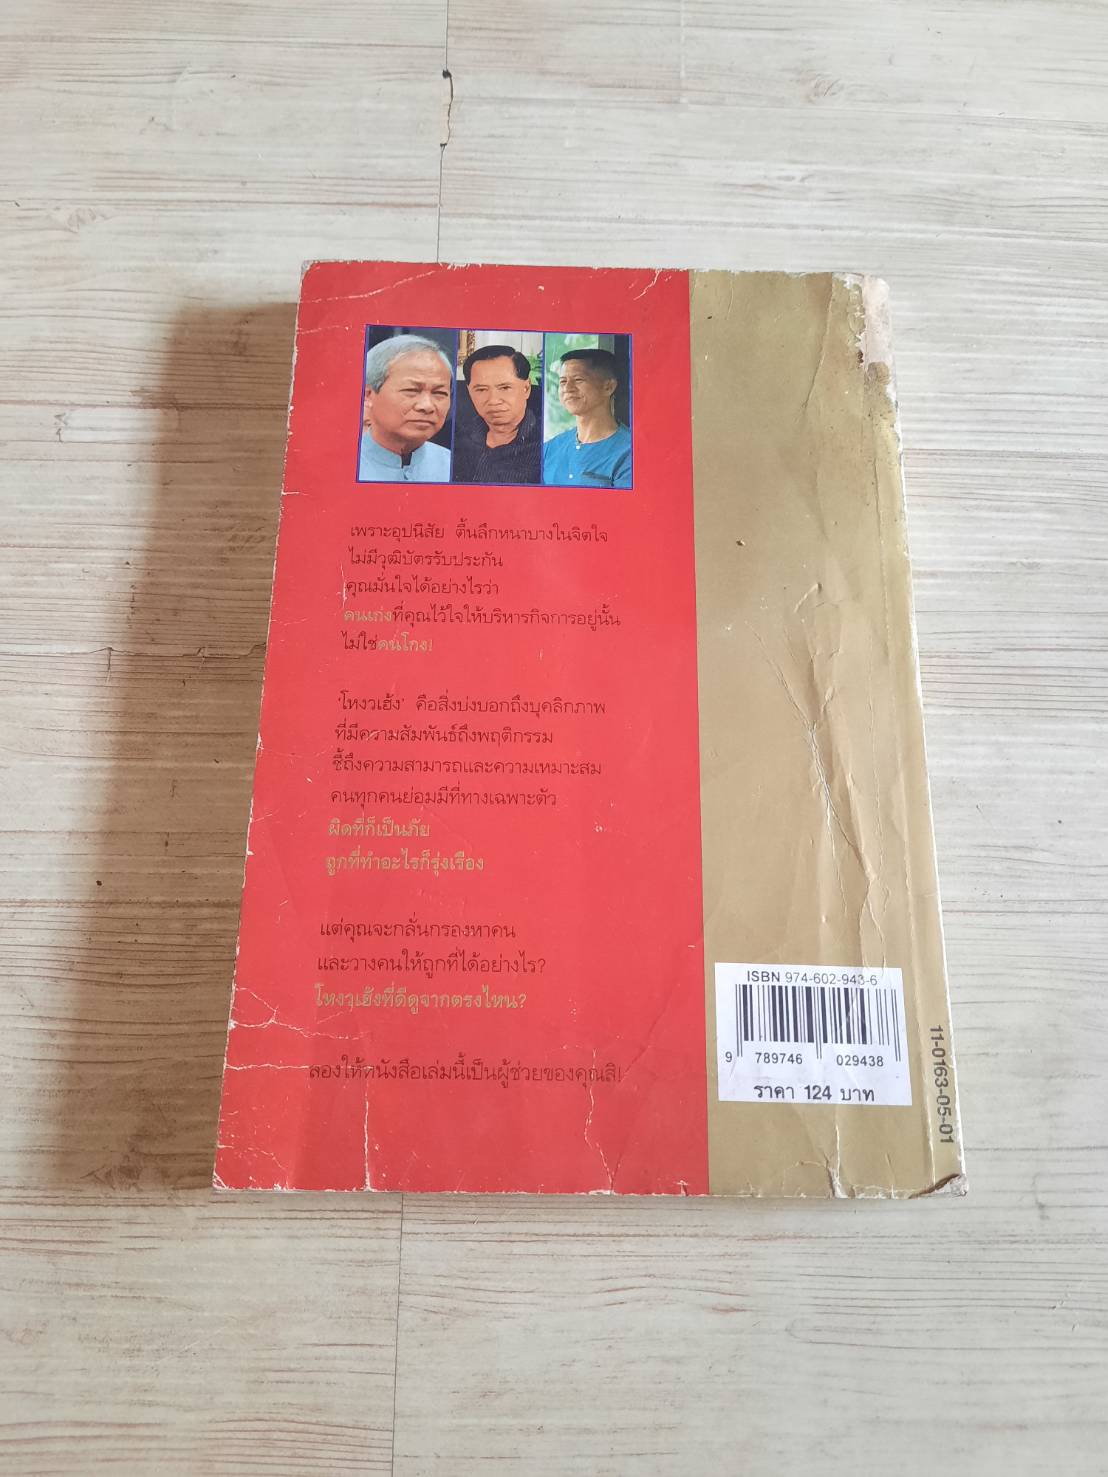 เพราะอุปนิสัย ตื้นลึกหนาบางในจิตใจ
ไม่มีวุฒิบัตรรับประกัน
คุณมั่นใจได้อย่างไรว่า
คนเก่งที่คุณไว้ใจให้บริหารกิจการอยู่นั้น
ไม่ใช่คนโกง!
'โหงวเฮ้ง' คือสิ่งบ่งบอกถึงบุคลิกภาพ
ที่มีความสัมพันธ์ถึงพฤติกรรม
ชี้ถึงความสามารถและความเหมาะสม
คนทุกคนย่อมมีที่ทางเฉพาะตัว
ผิดที่ก็เป็นภัย
ถูกที่ทำอะไรก็รุ่งเรือง
แต่คุณจะกลั่นกรองหาคน
และวางคนให้ถูกที่ได้อย่างไร?
โหงวเฮ้งที่ดีดูจากตรงไหน?
ลองให้หนังสือเล่มนี้เป็นผู้ช่วยของคุณสิ!
ISBN 974-602-943-6
9 789746 029438
ราคา 124 บาท
11-0163-05-01